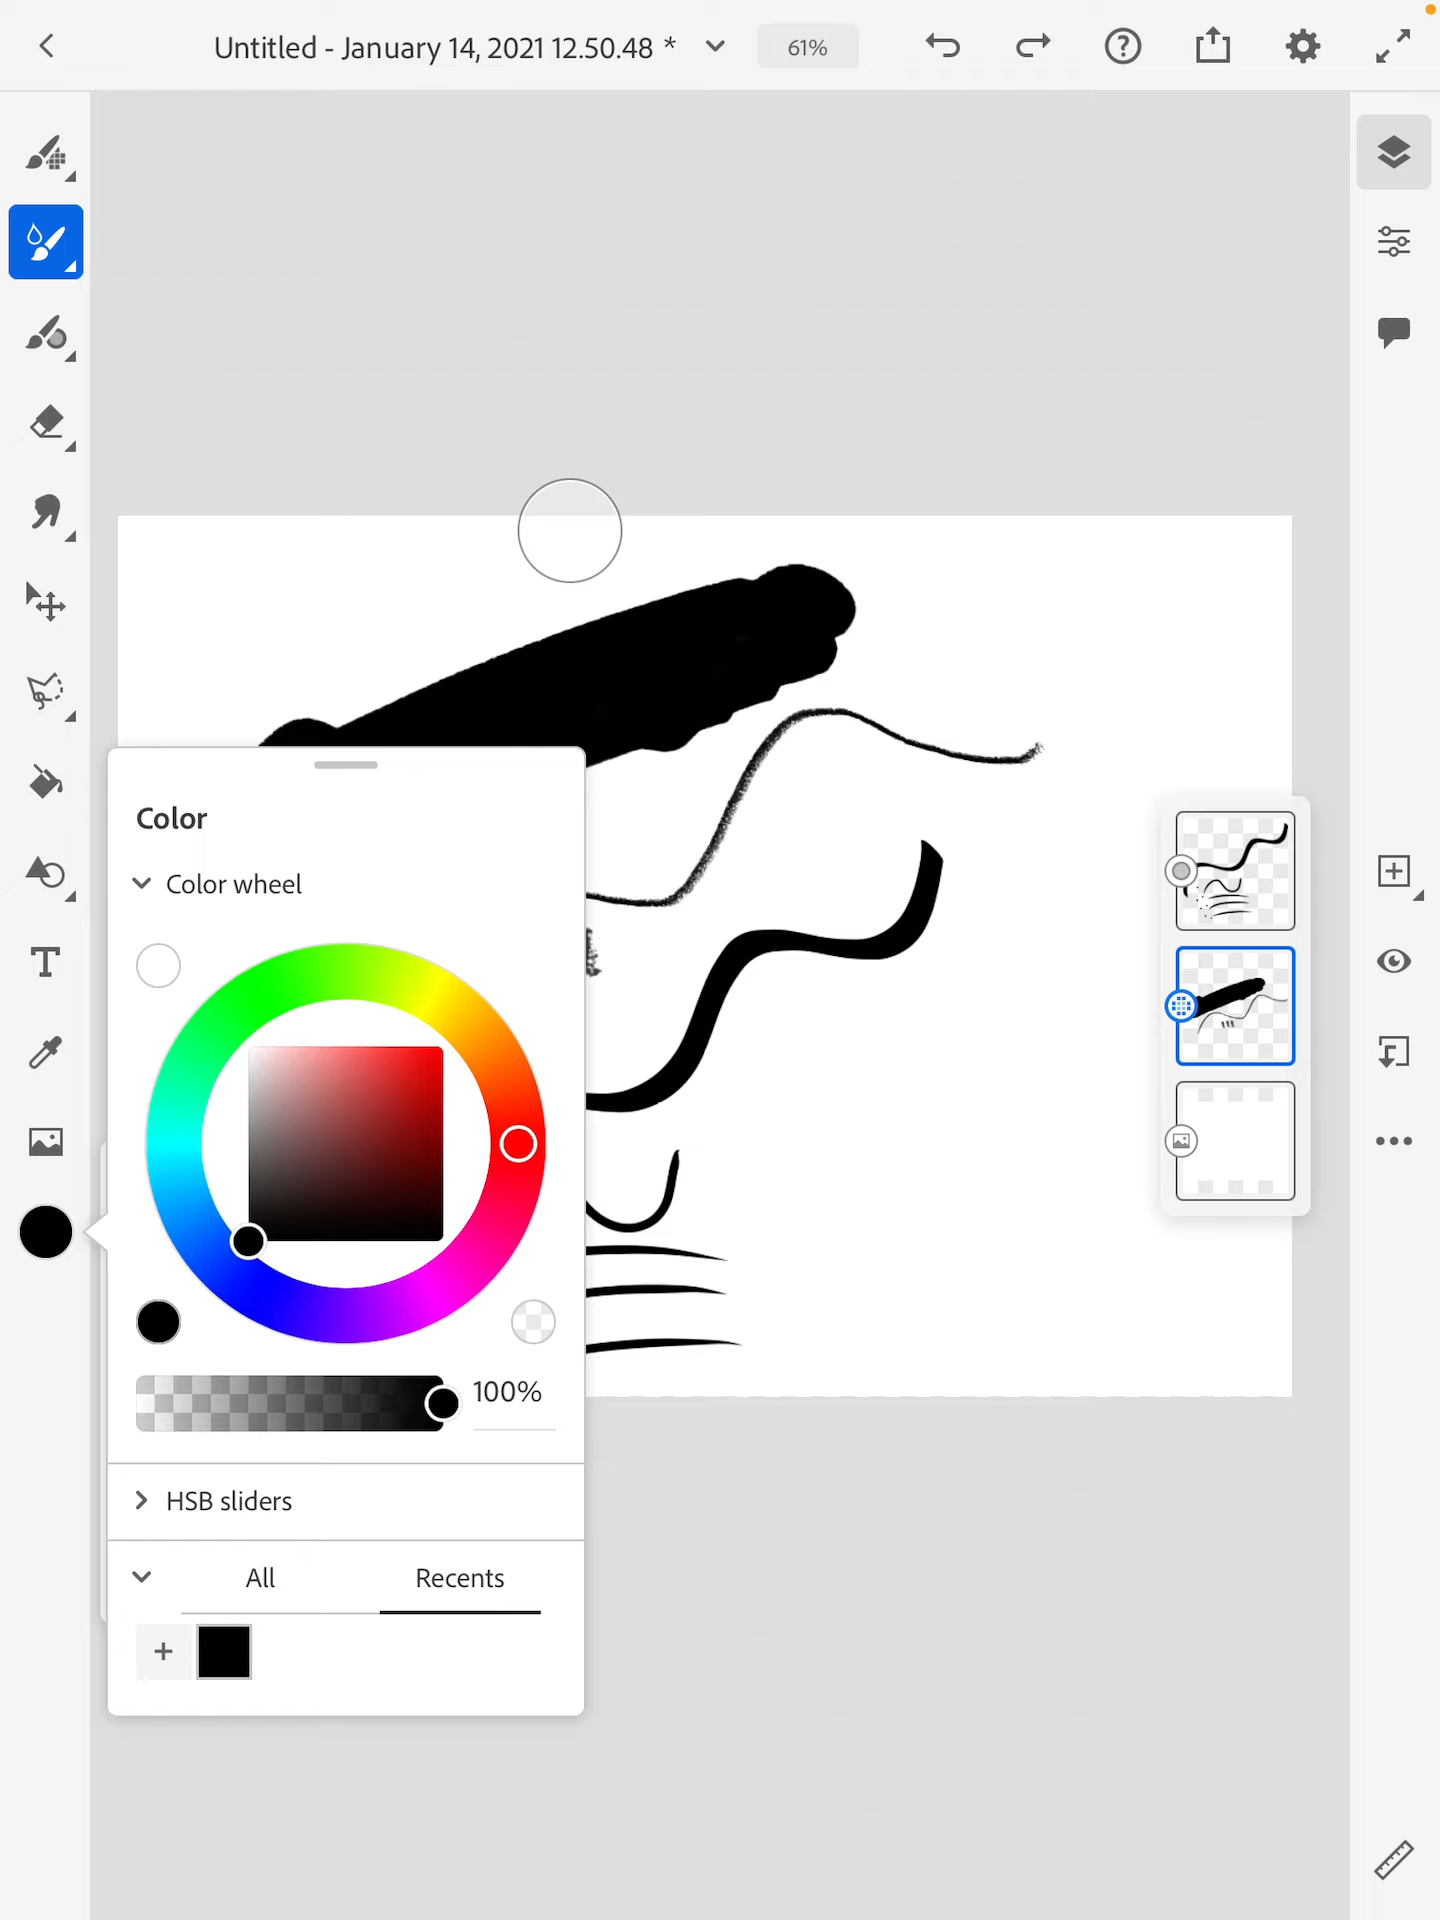 Untitled - January 14, 2021 12.50.48 *
61%
Color
Color wheel
100%
HSB sliders
All
Recents